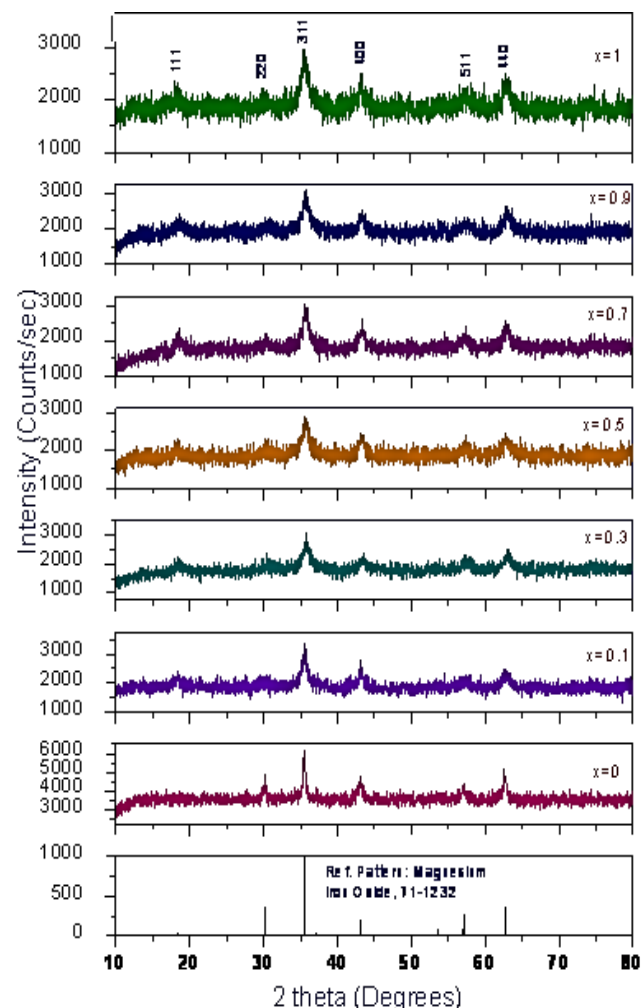 111
220
311
400
511
440
3000
2000
1000
x=1
3000
2000
1000
x=0.9
3000
2000
1000
x=0.7
3000
2000
1000
x=0.5
3000
2000
1000
x=0.3
3000
2000
1000
x=0.1
6000
5000
4000
3000
x=0
1000
500
0
Ref. Pattern: Magnesium
Iron Oxide, 71-1232
10 20 30 40 50 60 70 80
2 theta (Degrees)
Intensity (Counts/sec)